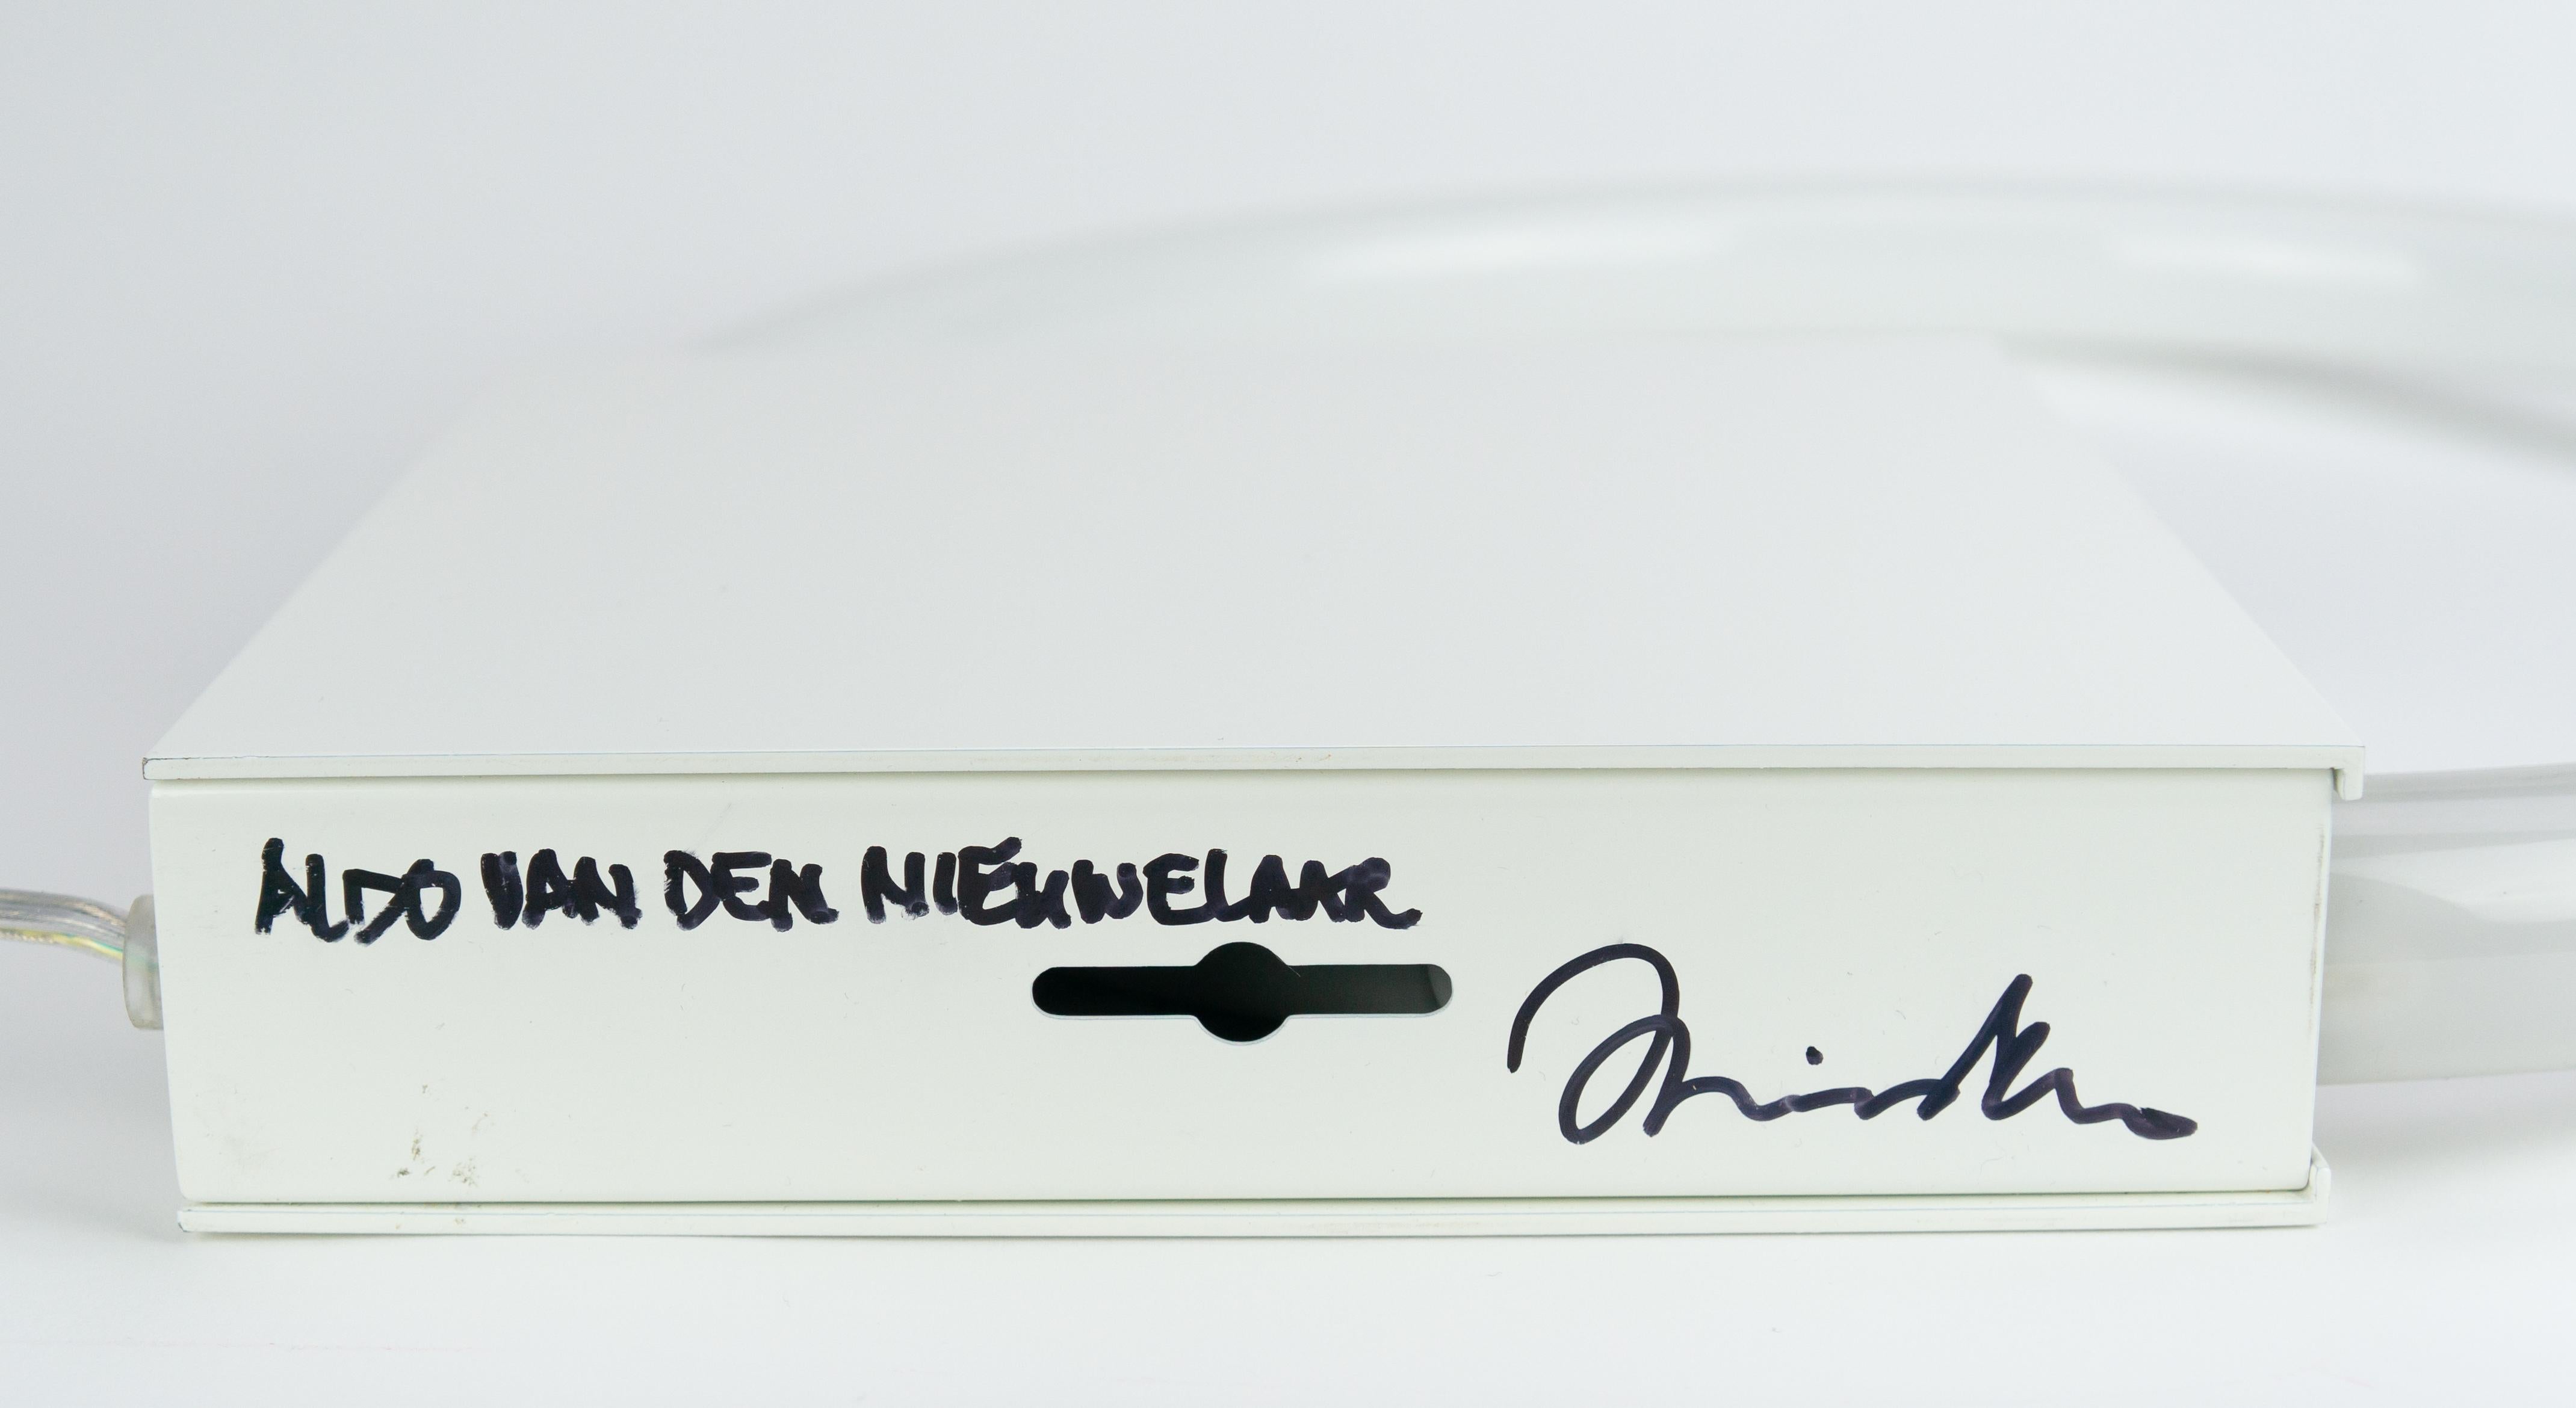 ALDO VAN DEN NIEUWELAAR